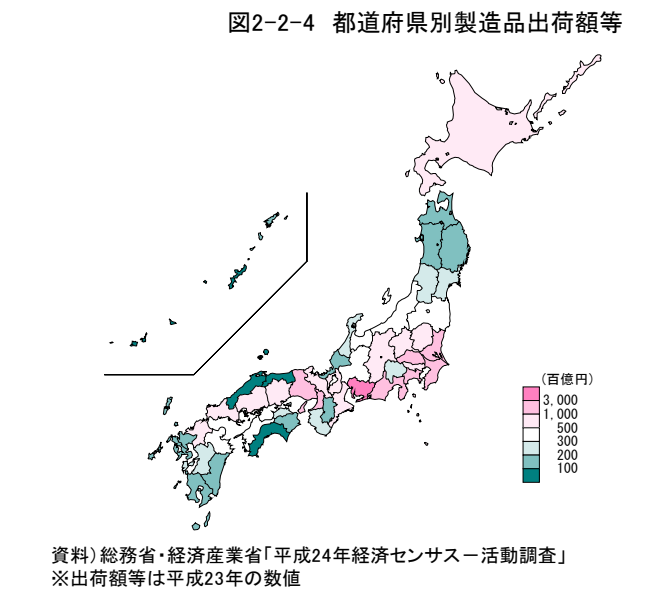 図2-2-4 都道府県別製造品出荷額等
(百億円)
3,000
1,000
500
300
200
100
資料)総務省・経済産業省「平成24年経済センサス－活動調査」
※出荷額等は平成23年の数値